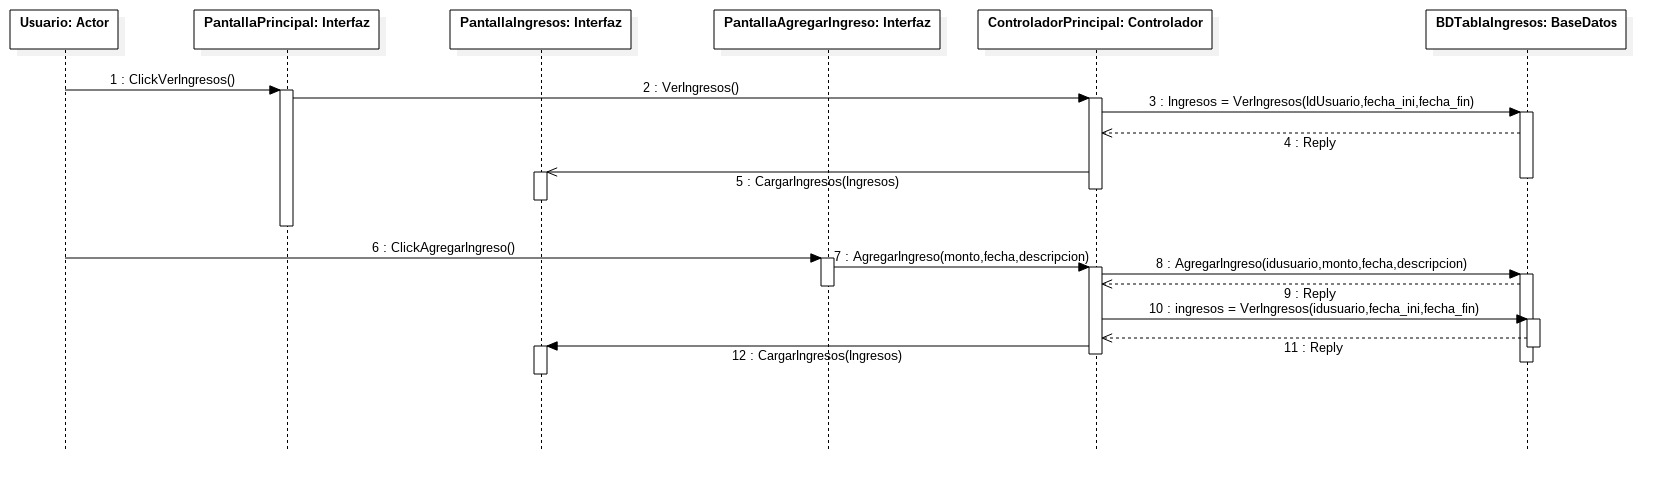 Usuario: Actor
PantallaPrincipal: Interfaz
PantallaIngresos: Interfaz
PantallaAgregarIngreso: Interfaz
ControladorPrincipal: Controlador
BDTablaIngresos: BaseDatos
1 : ClickVerIngresos()
2 : VerIngresos()
3 : Ingresos = VerIngresos(IdUsuario,fecha_ini,fecha_fin)
4 : Reply
5 : CargarIngresos(Ingresos)
6 : ClickAgregarIngreso()
7 : AgregarIngreso(monto,fecha,descripcion)
8 : AgregarIngreso(idusuario,monto,fecha,descripcion)
9 : Reply
10 : ingresos = VerIngresos(idusuario,fecha_ini,fecha_fin)
11 : Reply
12 : CargarIngresos(Ingresos)